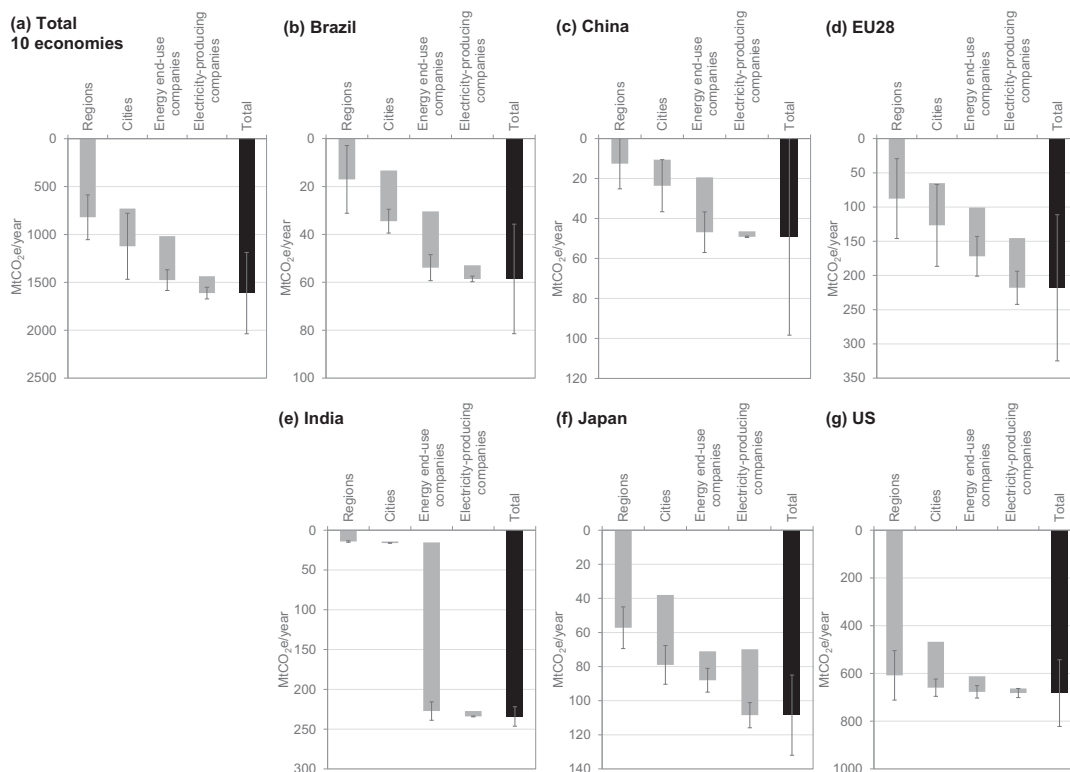 (a) Total
10 economies
Regions
Cities
Energy end-use
companies
Electricity-producing
companies
Total
0
500
1000
1500
2000
2500
MtCO₂e/year
(b) Brazil
Regions
Cities
Energy end-use
companies
Electricity-producing
companies
Total
0
20
40
60
80
100
MtCO₂e/year
(c) China
Regions
Cities
Energy end-use
companies
Electricity-producing
companies
Total
0
20
40
60
80
100
120
MtCO₂e/year
(d) EU28
Regions
Cities
Energy end-use
companies
Electricity-producing
companies
Total
0
50
100
150
200
250
300
350
MtCO₂e/year
(e) India
Regions
Cities
Energy end-use
companies
Electricity-producing
companies
Total
0
50
100
150
200
250
300
MtCO₂e/year
(f) Japan
Regions
Cities
Energy end-use
companies
Electricity-producing
companies
Total
0
20
40
60
80
100
120
140
MtCO₂e/year
(g) US
Regions
Cities
Energy end-use
companies
Electricity-producing
companies
Total
0
200
400
600
800
1000
MtCO₂e/year